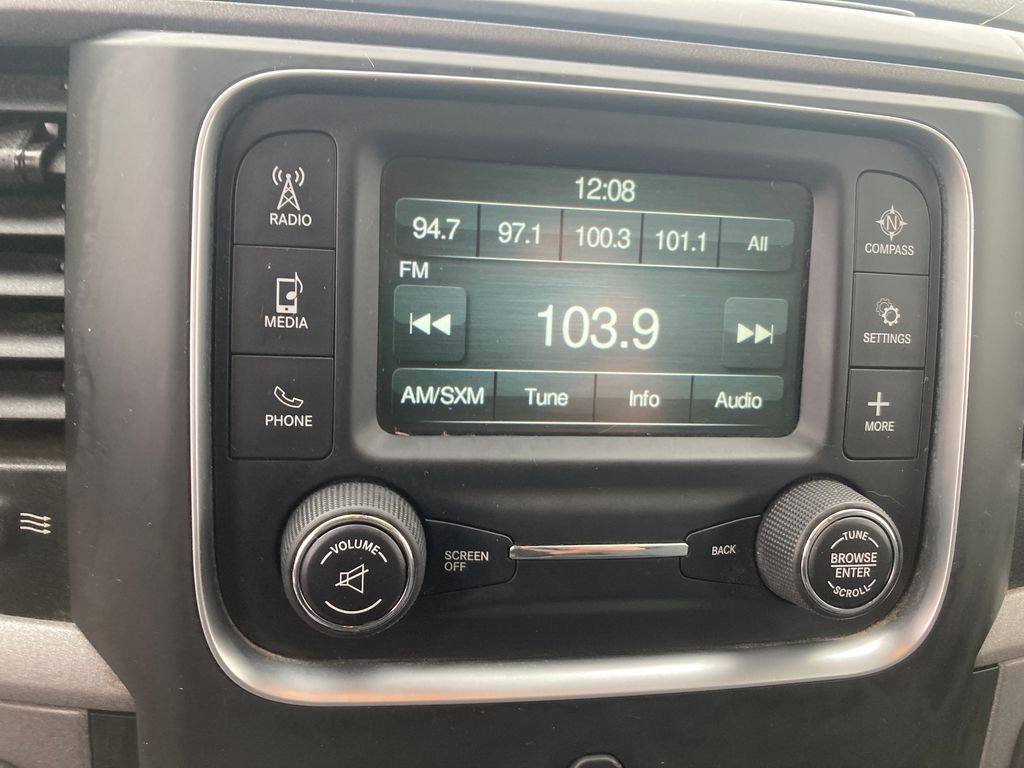 12:08
94.7 97.1 100.3 101.1 All
FM
103.9
AM/SXM Tune Info Audio
RADIO
MEDIA
PHONE
N
COMPASS
SETTINGS
MORE
VOLUME
SCREEN
OFF
BACK
TUNE
BROWSE
ENTER
SCROLL